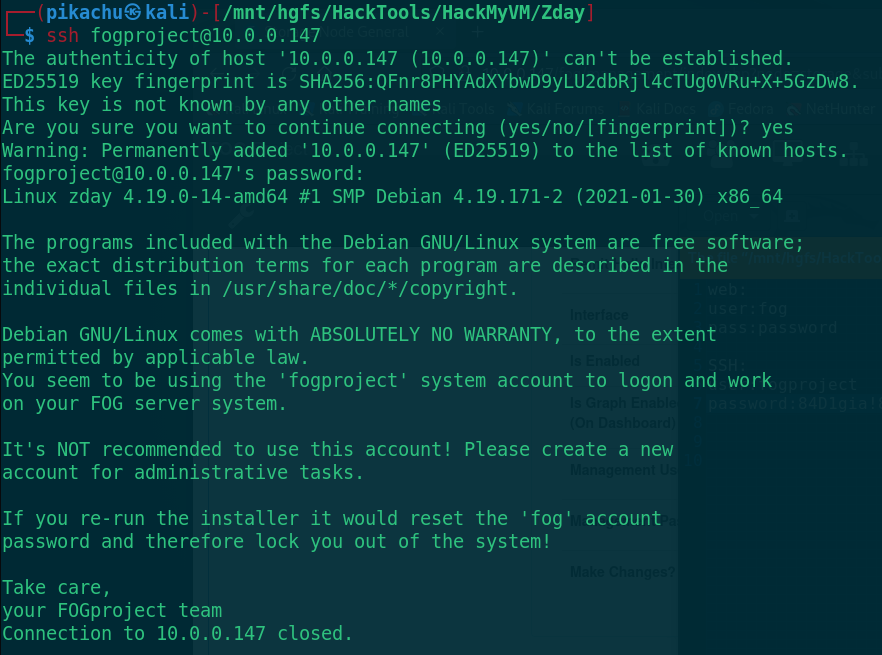 ┌──(pikachu㉿kali)-[/mnt/hgfs/HackTools/HackMyVM/Zday]
└─$ ssh fogproject@10.0.0.147
The authenticity of host '10.0.0.147 (10.0.0.147)' can't be established.
ED25519 key fingerprint is SHA256:QFnr8PHYAdXYbwD9yLU2dbRjl4cTUg0VRu+X+5GzDw8.
This key is not known by any other names
Are you sure you want to continue connecting (yes/no/[fingerprint])? yes
Warning: Permanently added '10.0.0.147' (ED25519) to the list of known hosts.
fogproject@10.0.0.147's password:
Linux zday 4.19.0-14-amd64 #1 SMP Debian 4.19.171-2 (2021-01-30) x86_64
The programs included with the Debian GNU/Linux system are free software;
the exact distribution terms for each program are described in the
individual files in /usr/share/doc/*/copyright.
Debian GNU/Linux comes with ABSOLUTELY NO WARRANTY, to the extent
permitted by applicable law.
You seem to be using the 'fogproject' system account to logon and work
on your FOG server system.
It's NOT recommended to use this account! Please create a new
account for administrative tasks.
If you re-run the installer it would reset the 'fog' account
password and therefore lock you out of the system!
Take care,
your FOGproject team
Connection to 10.0.0.147 closed.
Interface
Is Enabled
Is Graph Enable
(On Dashboard)
Management Us
Make Changes?
web:
user:fog
pass:password
SSH: